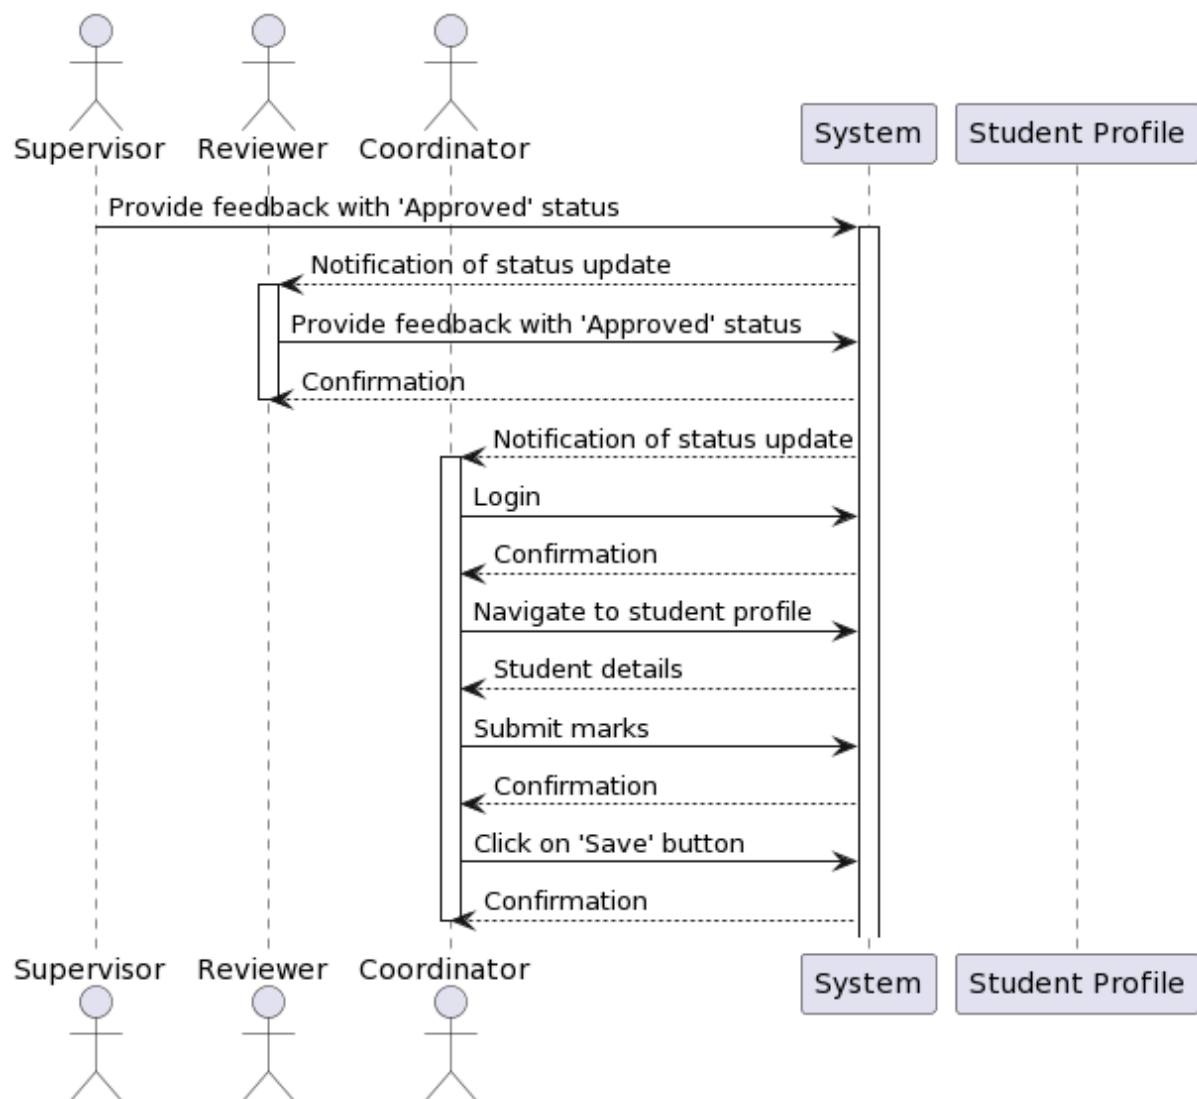 Supervisor Reviewer Coordinator System Student Profile
Provide feedback with 'Approved' status
Notification of status update
Provide feedback with 'Approved' status
Confirmation
Notification of status update
Login
Confirmation
Navigate to student profile
Student details
Submit marks
Confirmation
Click on 'Save' button
Confirmation
Supervisor Reviewer Coordinator System Student Profile